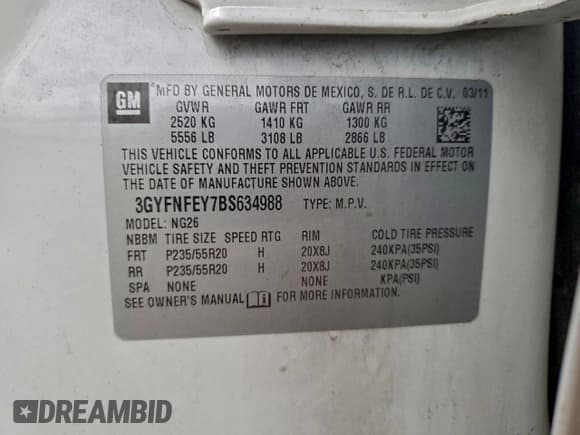 GM
MFD BY GENERAL MOTORS DE MEXICO, S. DE R.L. DE C.V. 03/11
GVWR GAWR FRT GAWR RR
2520 KG 1410 KG 1300 KG
5556 LB 3108 LB 2866 LB
THIS VEHICLE CONFORMS TO ALL APPLICABLE U.S. FEDERAL MOTOR
VEHICLE SAFETY AND THEFT PREVENTION STANDARDS IN EFFECT ON
THE DATE OF MANUFACTURE SHOWN ABOVE.
3GYFNFEY7BS634988 TYPE: M.P.V.
MODEL: NG26
NBBM TIRE SIZE SPEED RTG RIM COLD TIRE PRESSURE
FRT P235/55R20 H 20X8J 240KPA(35PSI)
RR P235/55R20 H 20X8J 240KPA(35PSI)
SPA NONE NONE KPA(PSI)
SEE OWNER'S MANUAL FOR MORE INFORMATION.
DREAMBID